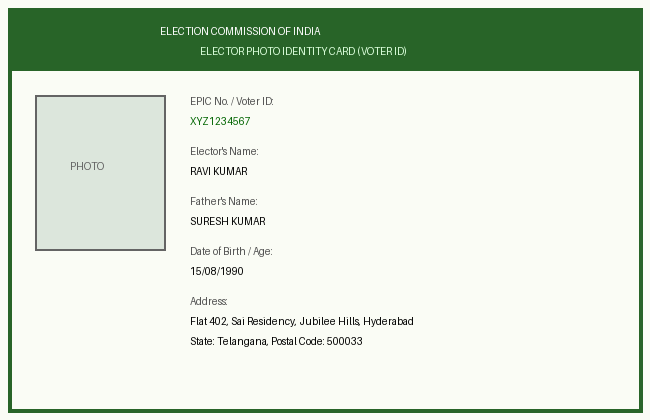 ELECTION COMMISSION OF INDIA
ELECTOR PHOTO IDENTITY CARD (VOTER ID)
PHOTO
EPIC No. / Voter ID:
XYZ1234567
Elector's Name:
RAVI KUMAR
Father's Name:
SURESH KUMAR
Date of Birth / Age:
15/08/1990
Address:
Flat 402, Sai Residency, Jubilee Hills, Hyderabad
State: Telangana, Postal Code: 500033